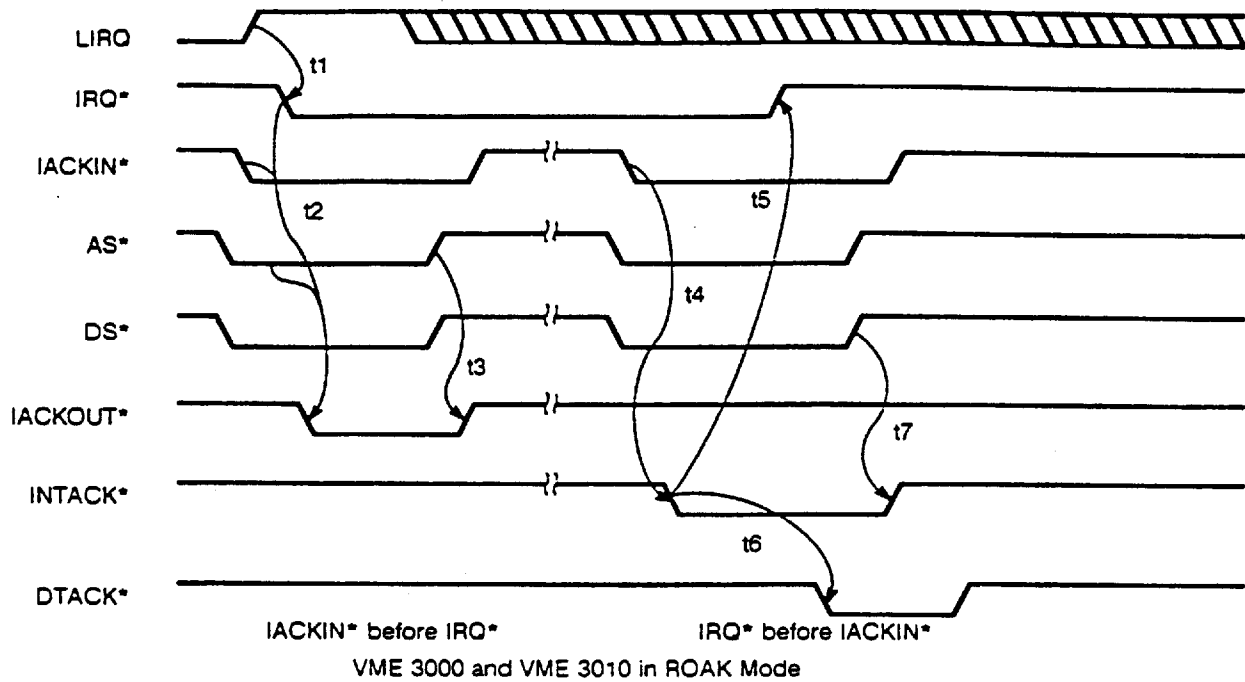 LIRQ
t1
IRQ*
IACKIN*
t2
t5
AS*
t4
DS*
t3
IACKOUT*
t7
INTACK*
t6
DTACK*
IACKIN* before IRQ*
IRQ* before IACKIN*
VME 3000 and VME 3010 in ROAK Mode